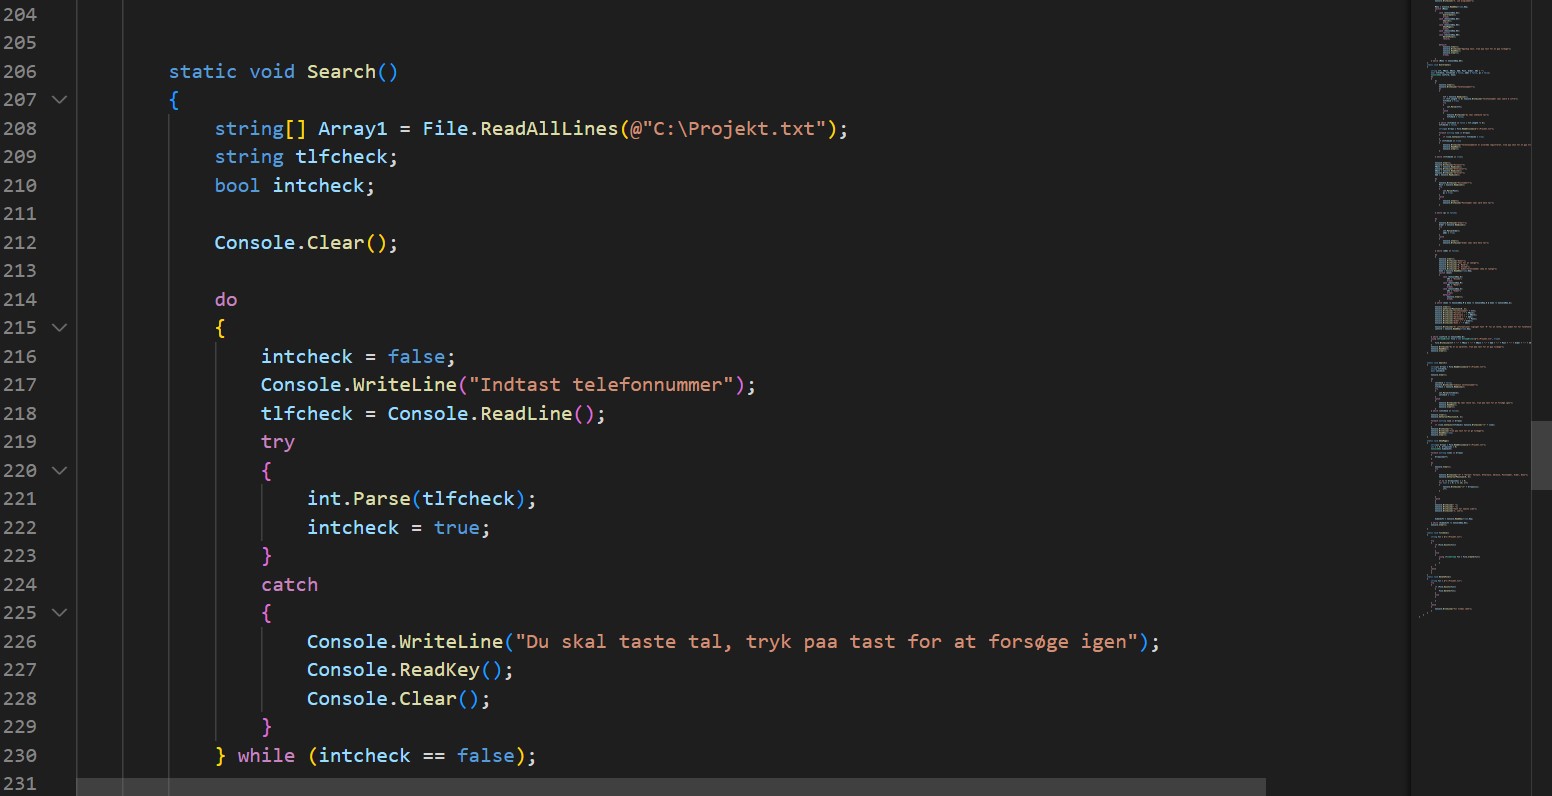 204
205
206 static void Search()
207 {
208 string[] Array1 = File.ReadAllLines(@"C:\Projekt.txt");
209 string tlfcheck;
210 bool intcheck;
211
212 Console.Clear();
213
214 do
215 {
216 intcheck = false;
217 Console.WriteLine("Indtast telefonnummer");
218 tlfcheck = Console.ReadLine();
219 try
220 {
221 int.Parse(tlfcheck);
222 intcheck = true;
223 }
224 catch
225 {
226 Console.WriteLine("Du skal taste tal, tryk paa tast for at forsøge igen");
227 Console.ReadKey();
228 Console.Clear();
229 }
230 } while (intcheck == false);
231